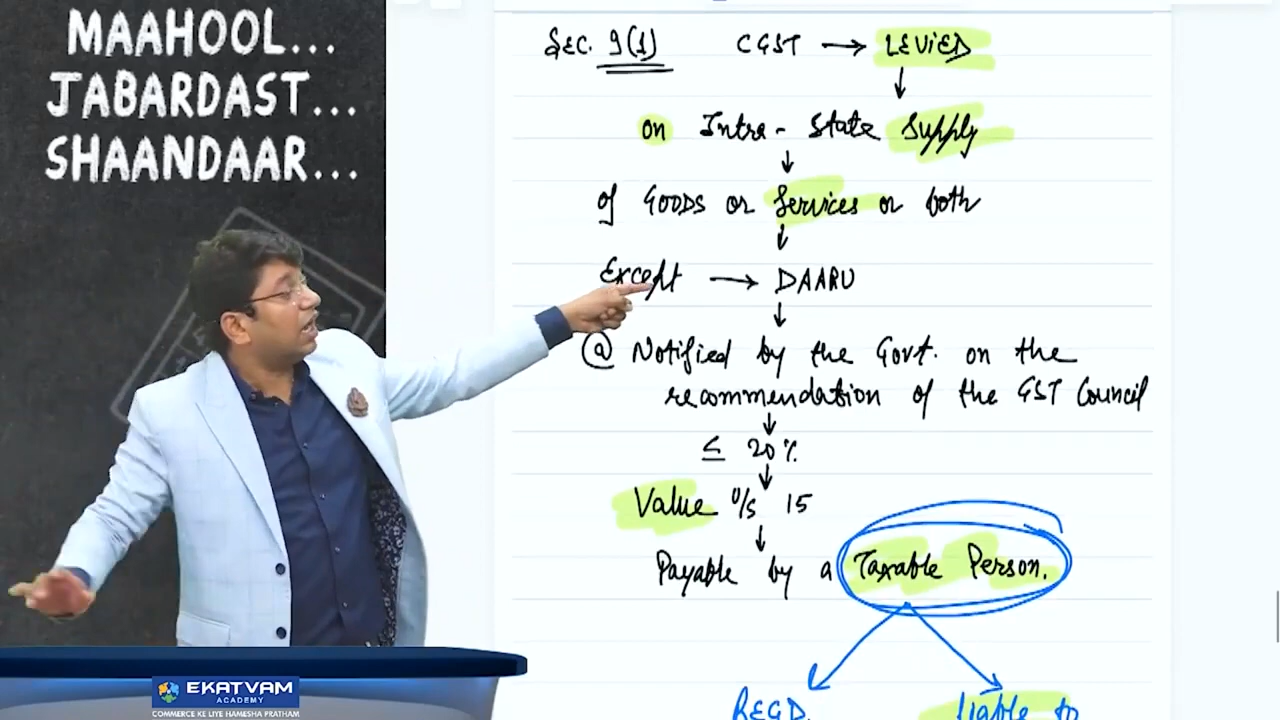 MAAHOOL...
JABARDAST...
SHAANDAAR...
SEC. 9(1) CGST → LEVIED
↓
on Intra - State Supply
↓
of GOODS or Services or both
↓
Except → DAARU
↓
@ Notified by the Govt. on the
recommendation of the GST Council
↓
≤ 20%
↓
Value u/s 15
↓
Payable by a Taxable Person.
REGD. liable to
EKATVAM
ACADEMY
COMMERCE KE LIYE HAMESHA PRATHAM